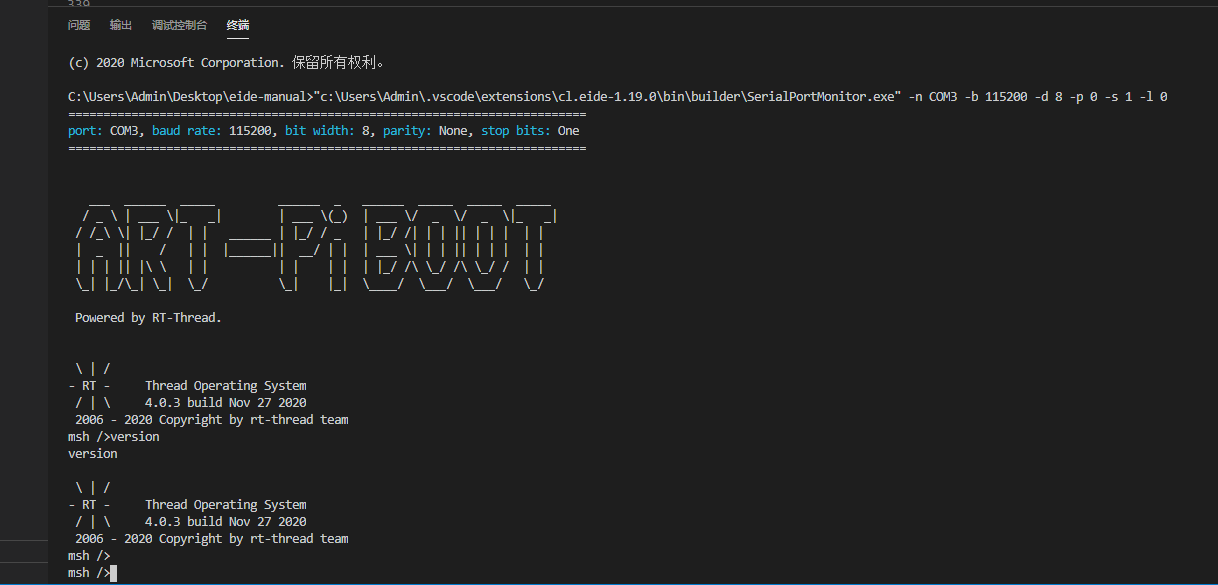 339
问题 输出 调试控制台 终端
(c) 2020 Microsoft Corporation. 保留所有权利。
C:\Users\Admin\Desktop\eide-manual>"c:\Users\Admin\.vscode\extensions\cl.eide-1.19.0\bin\builder\SerialPortMonitor.exe" -n COM3 -b 115200 -d 8 -p 0 -s 1 -l 0
==========================================================================
port: COM3, baud rate: 115200, bit width: 8, parity: None, stop bits: One
==========================================================================
ART-Pi BOOT
Powered by RT-Thread.
\ | /
- RT - Thread Operating System
/ | \ 4.0.3 build Nov 27 2020
2006 - 2020 Copyright by rt-thread team
msh />version
version
\ | /
- RT - Thread Operating System
/ | \ 4.0.3 build Nov 27 2020
2006 - 2020 Copyright by rt-thread team
msh />
msh />